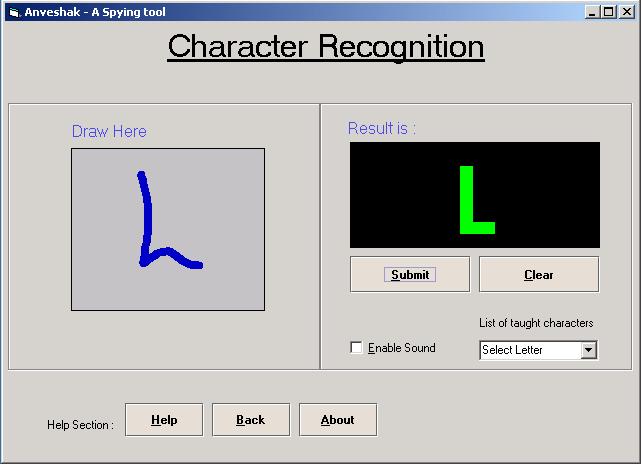 Anveshak - A Spying tool
Character Recognition
Draw Here
L
Result is :
L
Submit
Clear
List of taught characters
Enable Sound
Select Letter
Help Section :
Help
Back
About